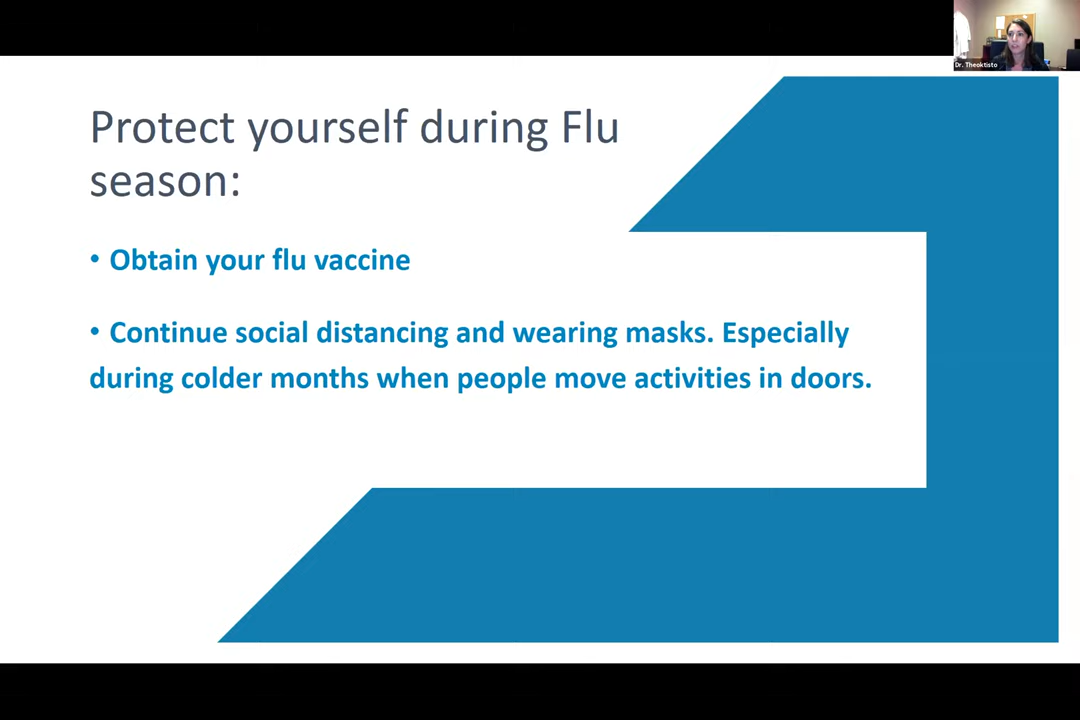 Dr. Theoktisto
Protect yourself during Flu
season:
• Obtain your flu vaccine
• Continue social distancing and wearing masks. Especially
during colder months when people move activities in doors.